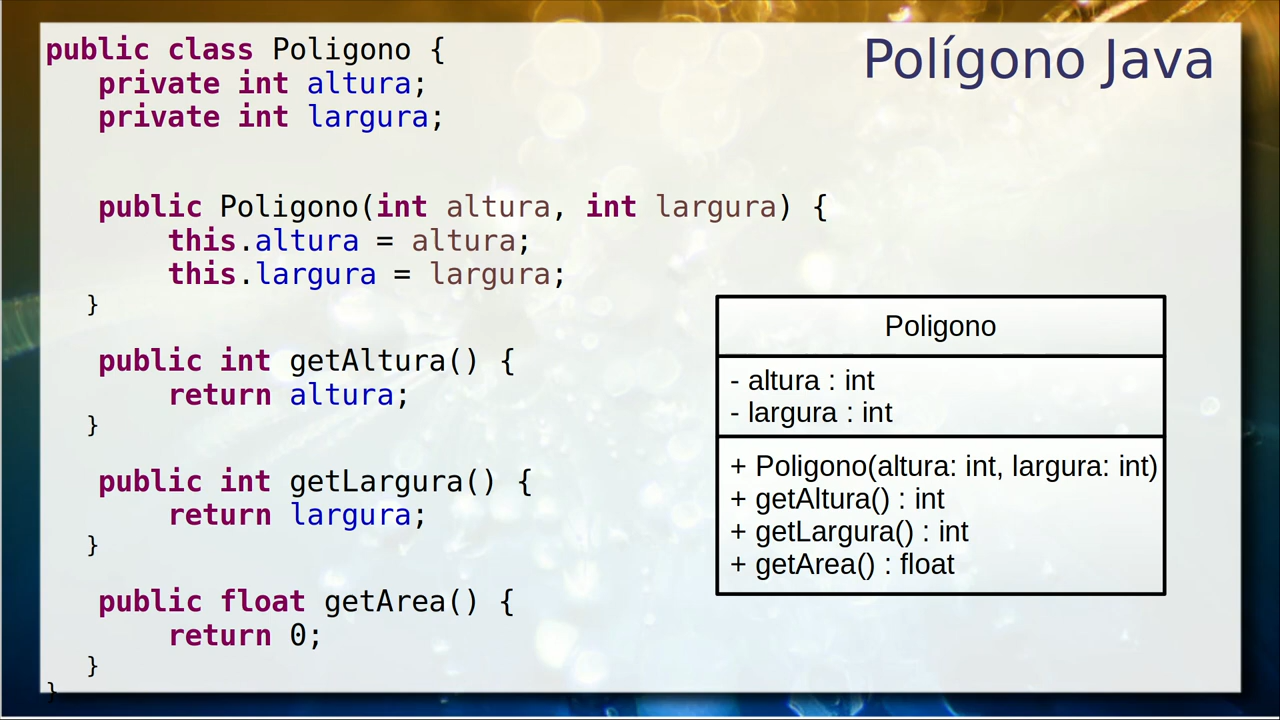 Polígono Java
public class Poligono {
private int altura;
private int largura;
public Poligono(int altura, int largura) {
this.altura = altura;
this.largura = largura;
}
public int getAltura() {
return altura;
}
public int getLargura() {
return largura;
}
public float getArea() {
return 0;
}
}
Poligono
- altura : int
- largura : int
+ Poligono(altura: int, largura: int)
+ getAltura() : int
+ getLargura() : int
+ getArea() : float